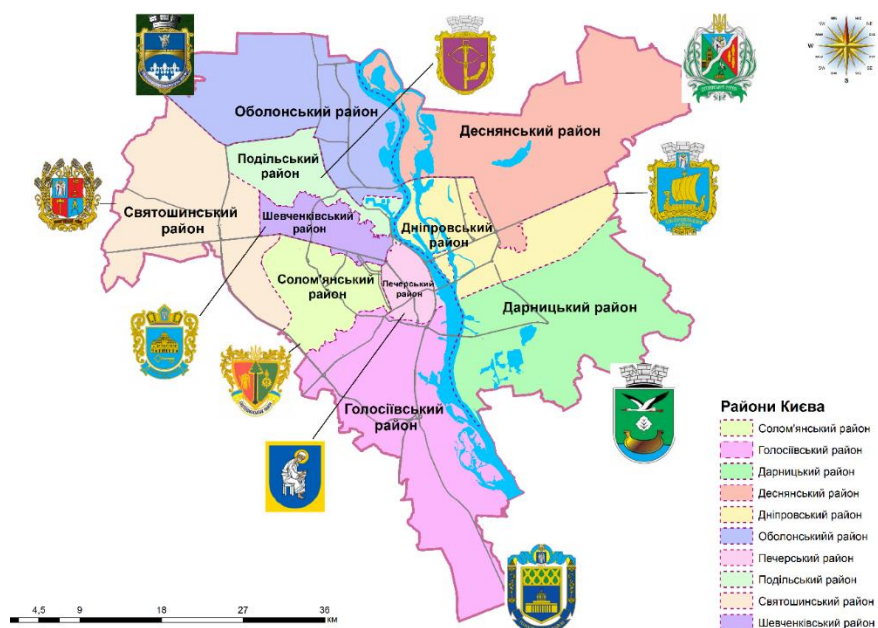 Оболонський район
Деснянський район
Подільський
район
Святошинський
район
Шевченківський
район
Дніпровський
район
Солом'янський
район
Печерський
район
Дарницький район
Голосіївський
район
Райони Києва
Солом'янський район
Голосіївський район
Дарницький район
Деснянський район
Дніпровський район
Оболонськийй район
Печерський район
Подільський район
Святошинський район
Шевченківський район
4,5 9 18 27 36
км